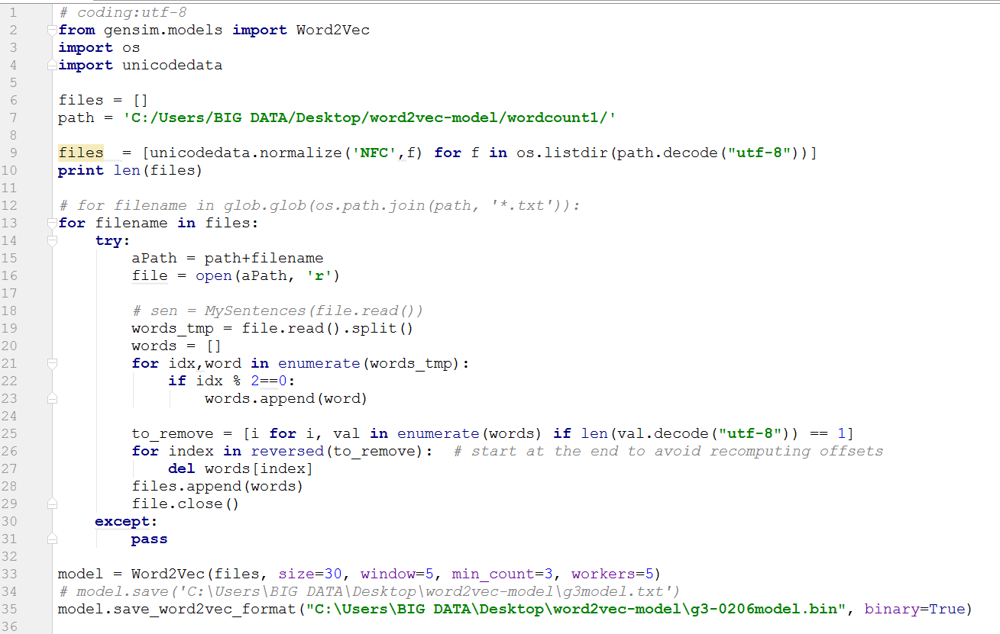 1 # coding:utf-8
2 from gensim.models import Word2Vec
3 import os
4 import unicodedata
5
6 files = []
7 path = 'C:/Users/BIG DATA/Desktop/word2vec-model/wordcount1/'
8
9 files  = [unicodedata.normalize('NFC',f) for f in os.listdir(path.decode("utf-8"))]
10 print len(files)
11
12 # for filename in glob.glob(os.path.join(path, '*.txt')):
13 for filename in files:
14     try:
15         aPath = path+filename
16         file = open(aPath, 'r')
17
18         # sen = MySentences(file.read())
19         words_tmp = file.read().split()
20         words = []
21         for idx,word in enumerate(words_tmp):
22             if idx % 2==0:
23                 words.append(word)
24
25         to_remove = [i for i, val in enumerate(words) if len(val.decode("utf-8")) == 1]
26         for index in reversed(to_remove):  # start at the end to avoid recomputing offsets
27             del words[index]
28         files.append(words)
29         file.close()
30     except:
31         pass
32
33 model = Word2Vec(files, size=30, window=5, min_count=3, workers=5)
34 # model.save('C:\Users\BIG DATA\Desktop\word2vec-model\g3model.txt')
35 model.save_word2vec_format("C:\Users\BIG DATA\Desktop\word2vec-model\g3-0206model.bin", binary=True)
36